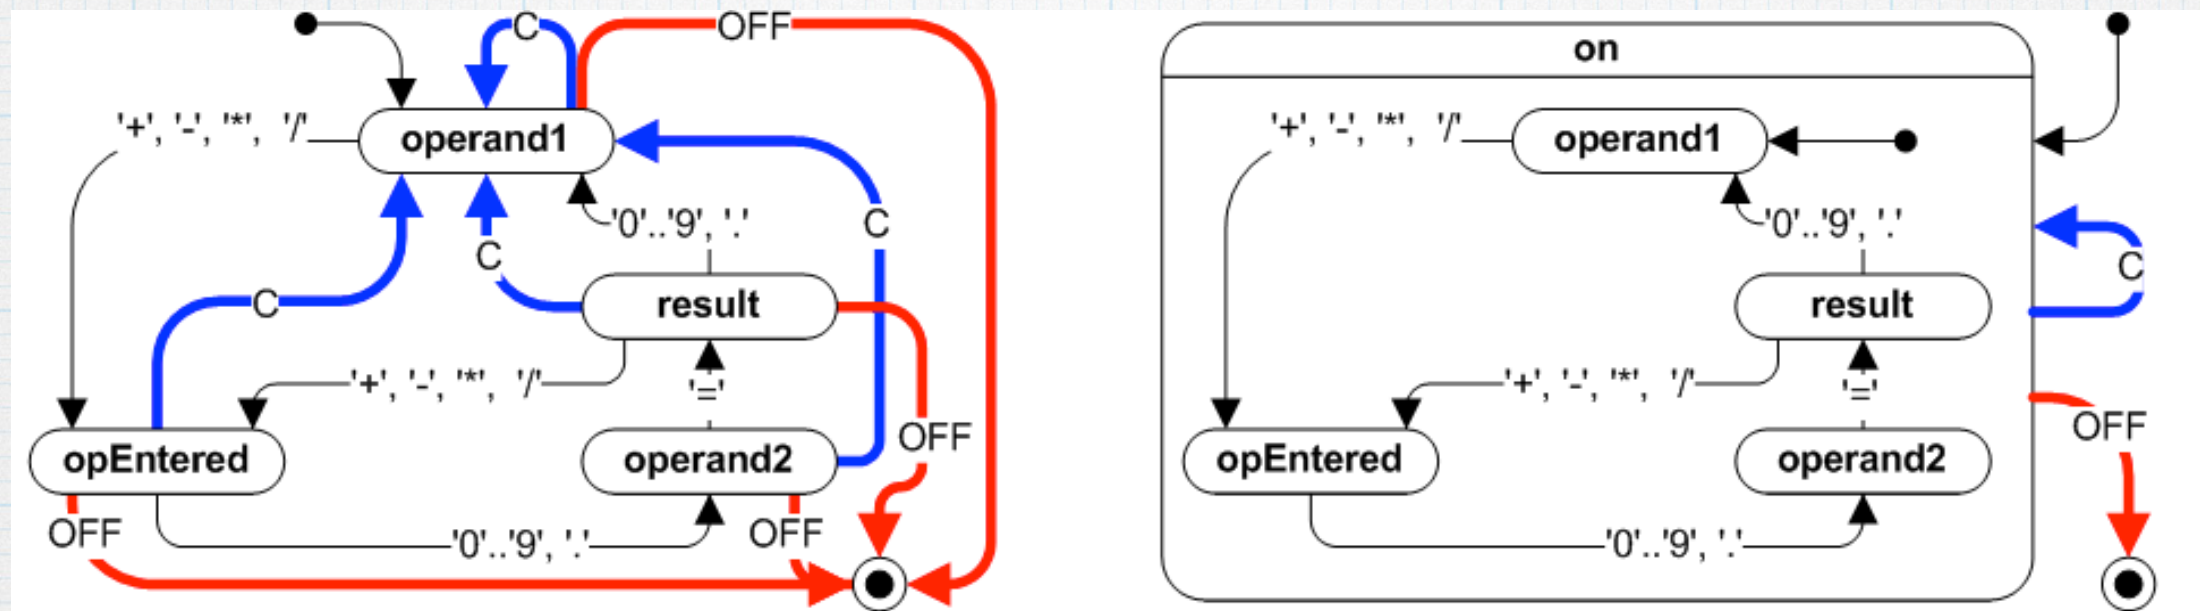 C
OFF
'+', '-', '*', '/'
operand1
C
'0'..'9', '.'
C
C
result
'+', '-', '*', '/'
'='
OFF
opEntered
operand2
OFF
'0'..'9', '.'
OFF
on
'+', '-', '*', '/'
operand1
'0'..'9', '.'
C
result
'+', '-', '*', '/'
'='
OFF
opEntered
operand2
'0'..'9', '.'